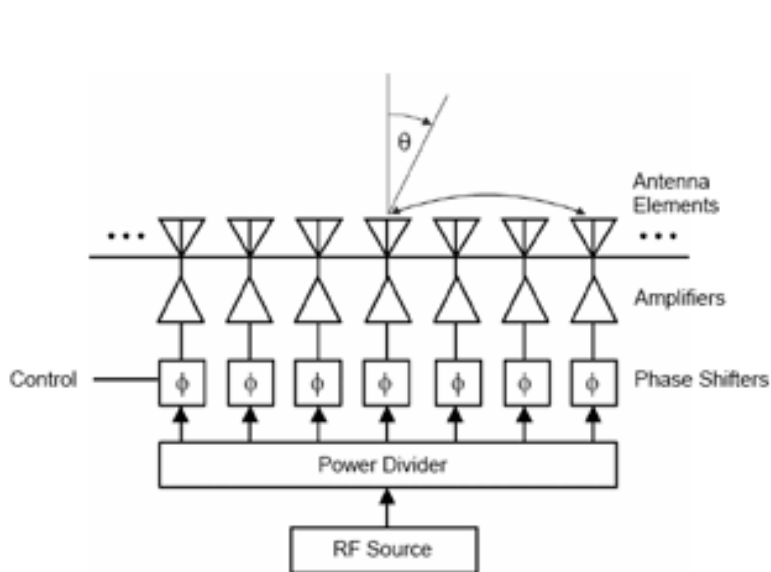 θ
Antenna
Elements
Amplifiers
Control
ϕ ϕ ϕ ϕ ϕ ϕ ϕ
Phase Shifters
Power Divider
RF Source